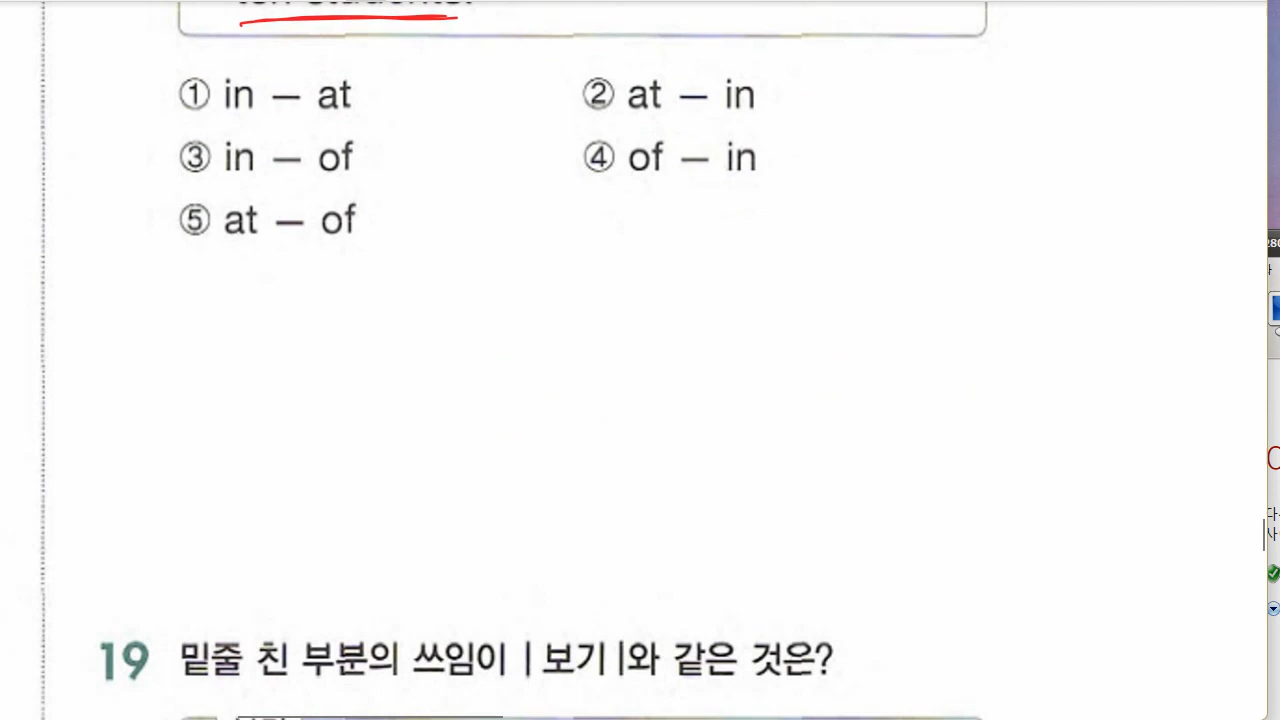 ① in – at
② at – in
③ in – of
④ of – in
⑤ at – of
19 밑줄 친 부분의 쓰임이 |보기|와 같은 것은?